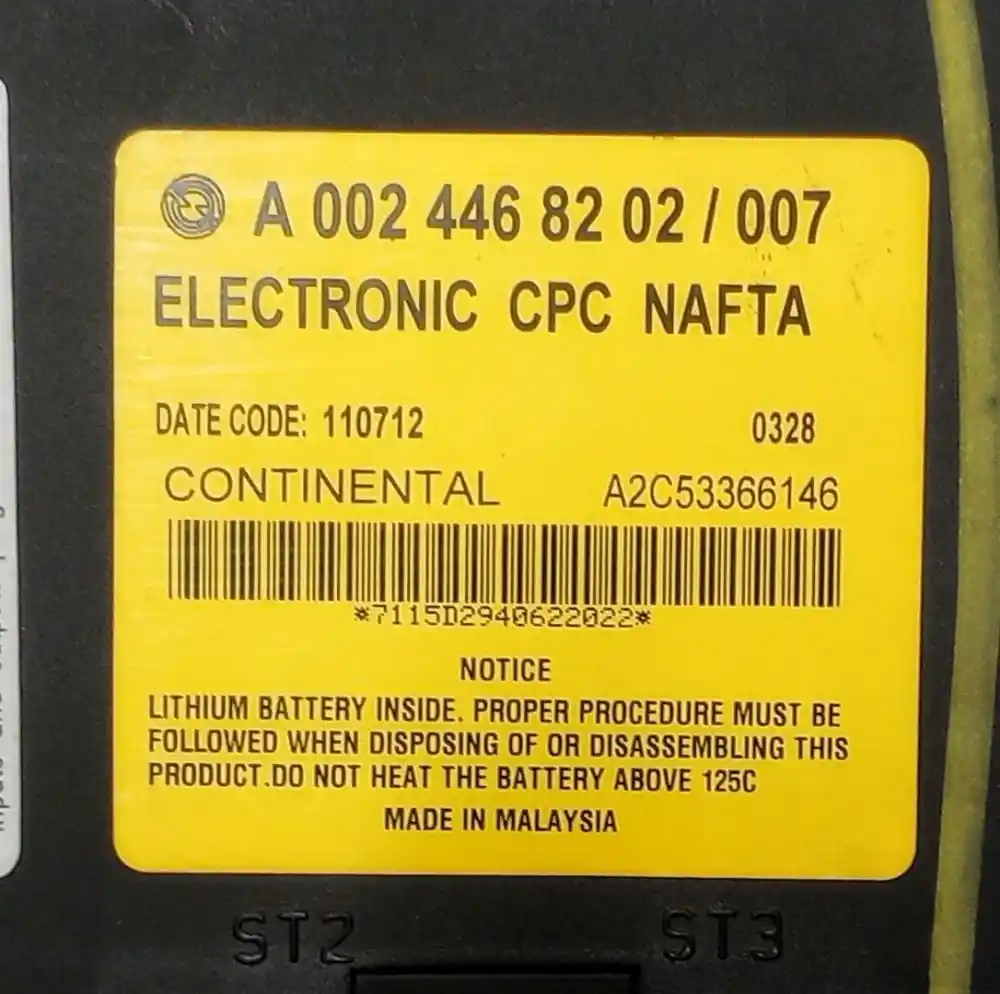 A 002 446 82 02 / 007
ELECTRONIC CPC NAFTA
DATE CODE: 110712 0328
CONTINENTAL A2C53366146
*7115D2940622022*
NOTICE
LITHIUM BATTERY INSIDE. PROPER PROCEDURE MUST BE
FOLLOWED WHEN DISPOSING OF OR DISASSEMBLING THIS
PRODUCT.DO NOT HEAT THE BATTERY ABOVE 125C
MADE IN MALAYSIA
ST2 ST3